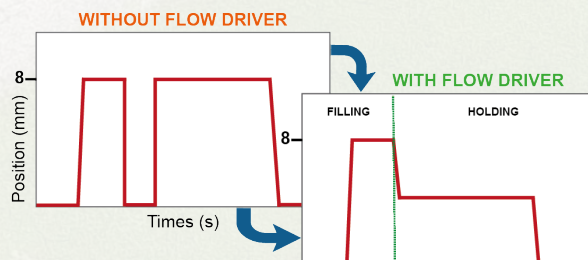 WITHOUT FLOW DRIVER
8
Position (mm)
Times (s)
WITH FLOW DRIVER
FILLING
HOLDING
8